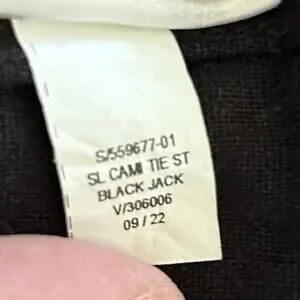 S/559677-01
SL CAMI TIE ST
BLACK JACK
V/306006
09 / 22